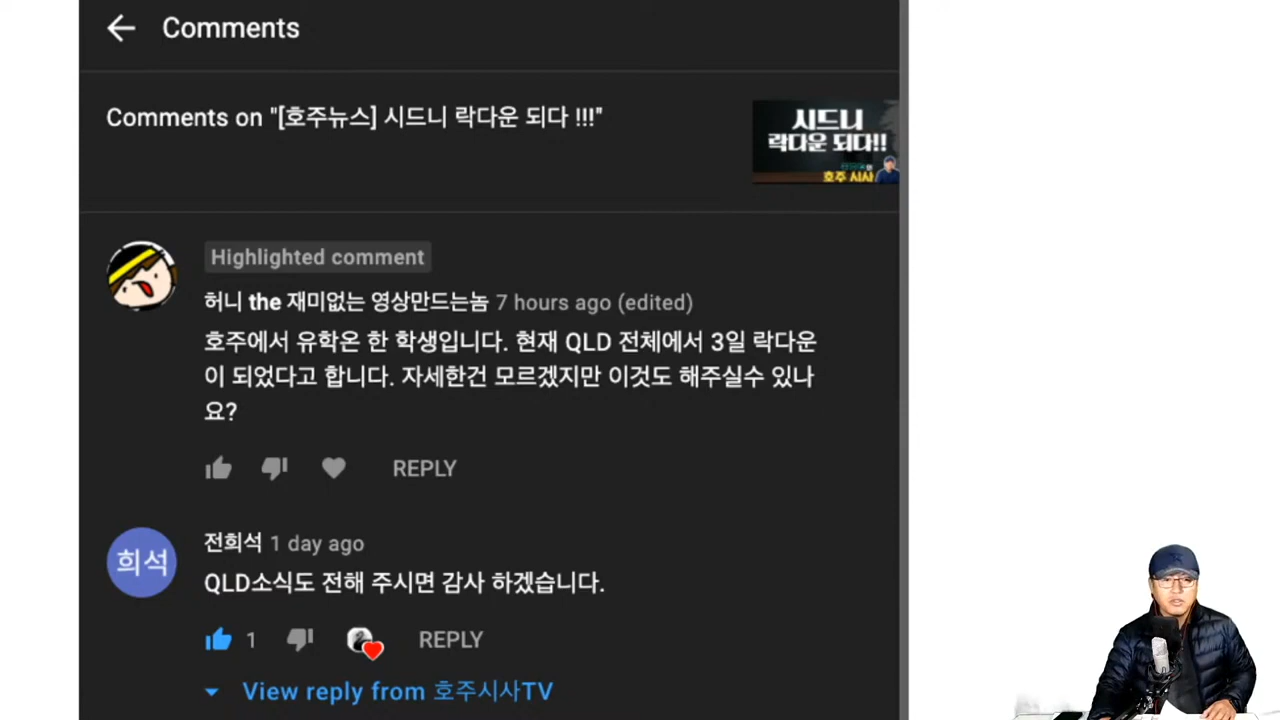 Comments
Comments on "[호주뉴스] 시드니 락다운 되다 !!!"
시드니
락다운 되다!!
호주 시사
Highlighted comment
허니 the 재미없는 영상만드는놈 7 hours ago (edited)
호주에서 유학온 한 학생입니다. 현재 QLD 전체에서 3일 락다운
이 되었다고 합니다. 자세한건 모르겠지만 이것도 해주실수 있나
요?
REPLY
희석
전희석 1 day ago
QLD소식도 전해 주시면 감사 하겠습니다.
1 REPLY
View reply from 호주시사TV